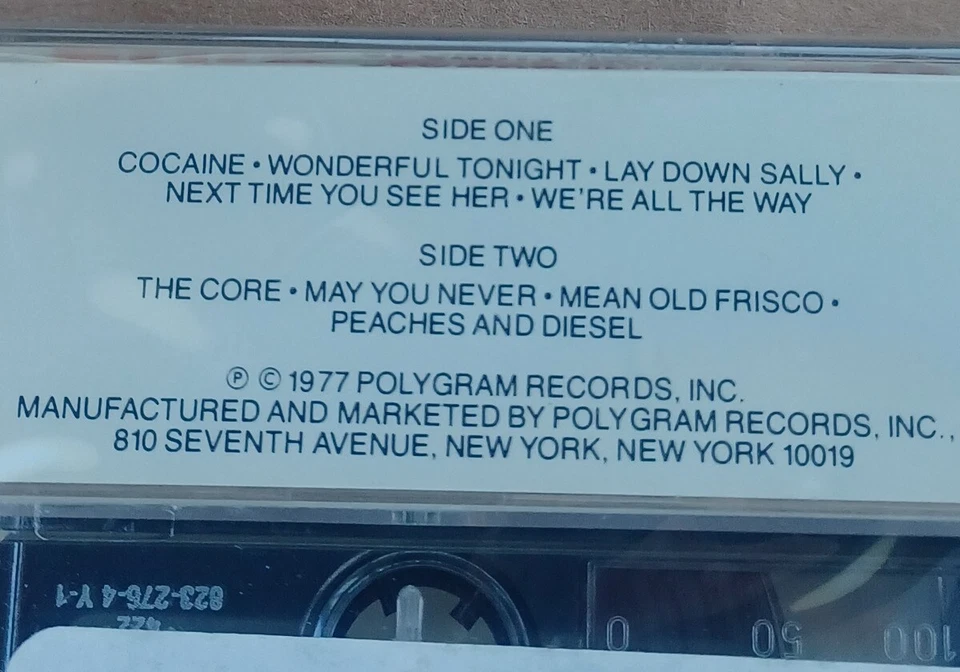 SIDE ONE
COCAINE • WONDERFUL TONIGHT • LAY DOWN SALLY •
NEXT TIME YOU SEE HER • WE'RE ALL THE WAY
SIDE TWO
THE CORE • MAY YOU NEVER • MEAN OLD FRISCO •
PEACHES AND DIESEL
℗ © 1977 POLYGRAM RECORDS, INC.
MANUFACTURED AND MARKETED BY POLYGRAM RECORDS, INC.,
810 SEVENTH AVENUE, NEW YORK, NEW YORK 10019
823-276-4 Y-1
422
0 50 100